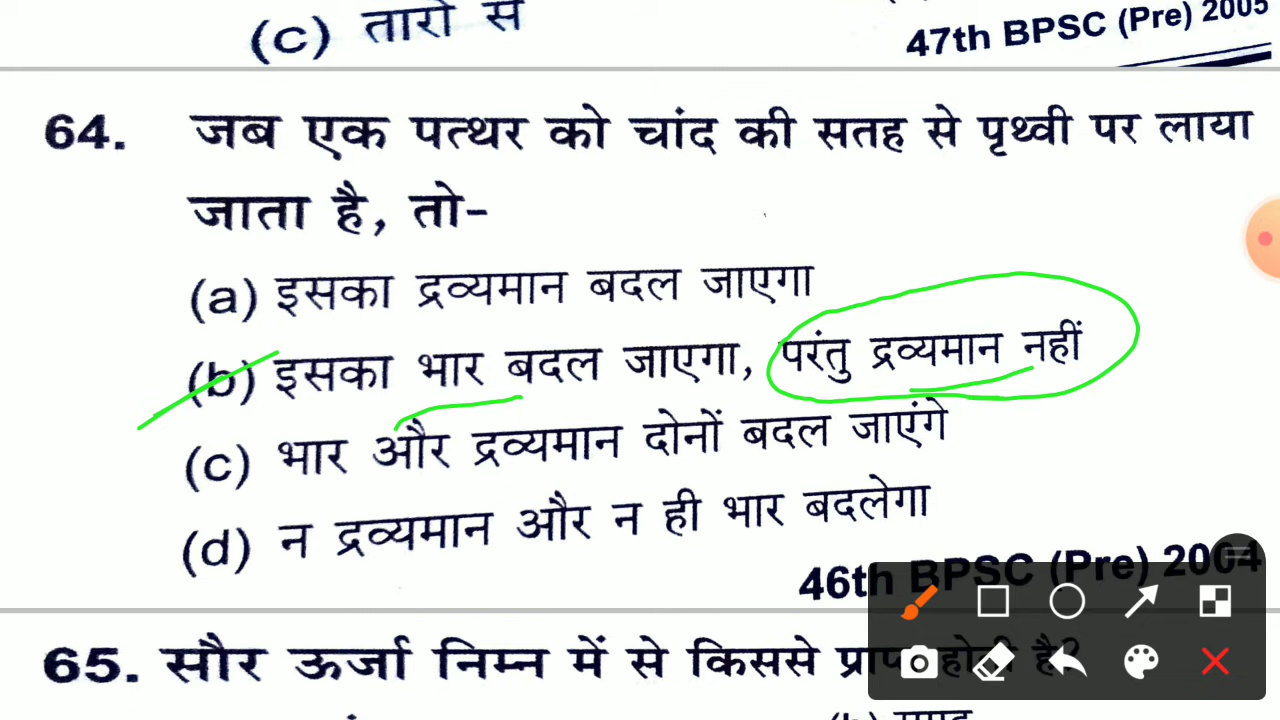 (c) तारों से
47th BPSC (Pre) 2005
64. जब एक पत्थर को चांद की सतह से पृथ्वी पर लाया
जाता है, तो-
(a) इसका द्रव्यमान बदल जाएगा
(b) इसका भार बदल जाएगा, परंतु द्रव्यमान नहीं
(c) भार और द्रव्यमान दोनों बदल जाएंगे
(d) न द्रव्यमान और न ही भार बदलेगा
46th BPSC (Pre) 2004
65. सौर ऊर्जा निम्न में से किससे प्राप्त होती है?
(b)